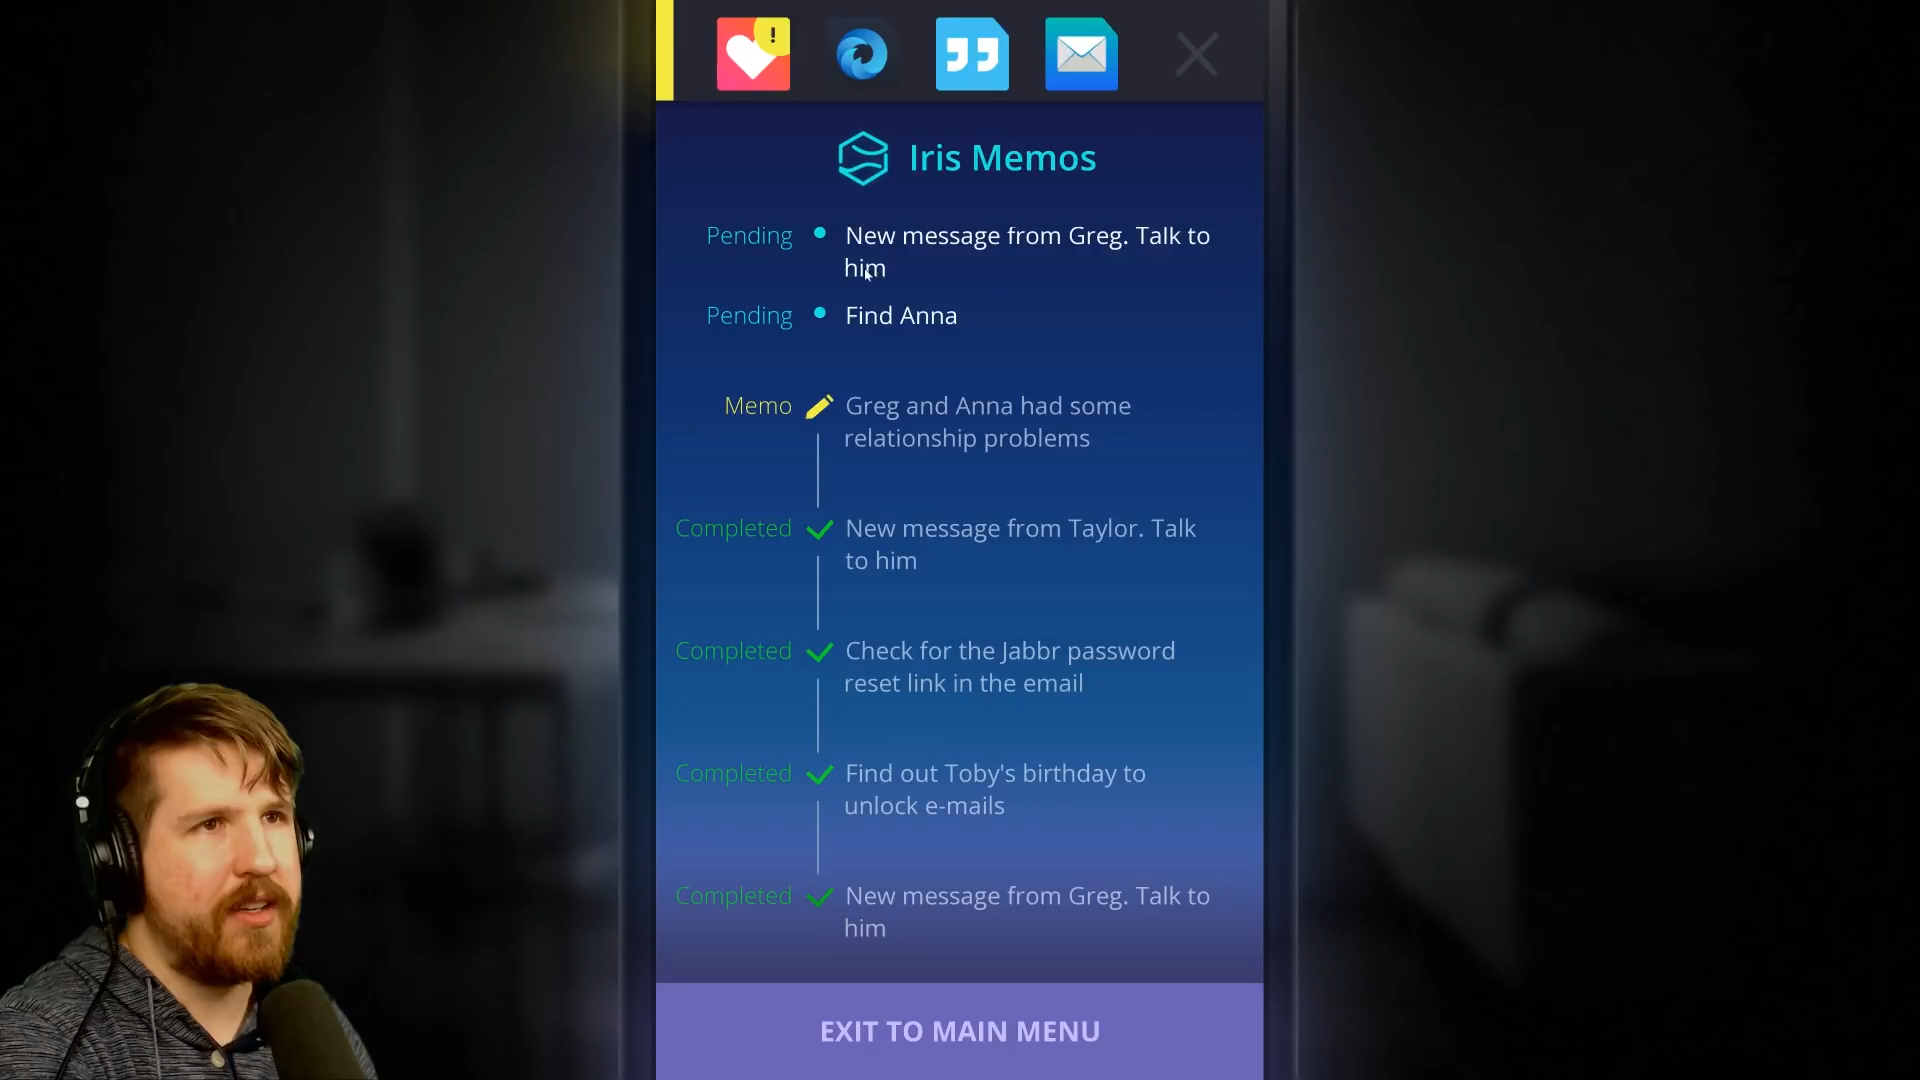 Iris Memos
Pending New message from Greg. Talk to
him
Pending Find Anna
Memo Greg and Anna had some
relationship problems
Completed New message from Taylor. Talk
to him
Completed Check for the Jabbr password
reset link in the email
Completed Find out Toby's birthday to
unlock e-mails
Completed New message from Greg. Talk to
him
EXIT TO MAIN MENU